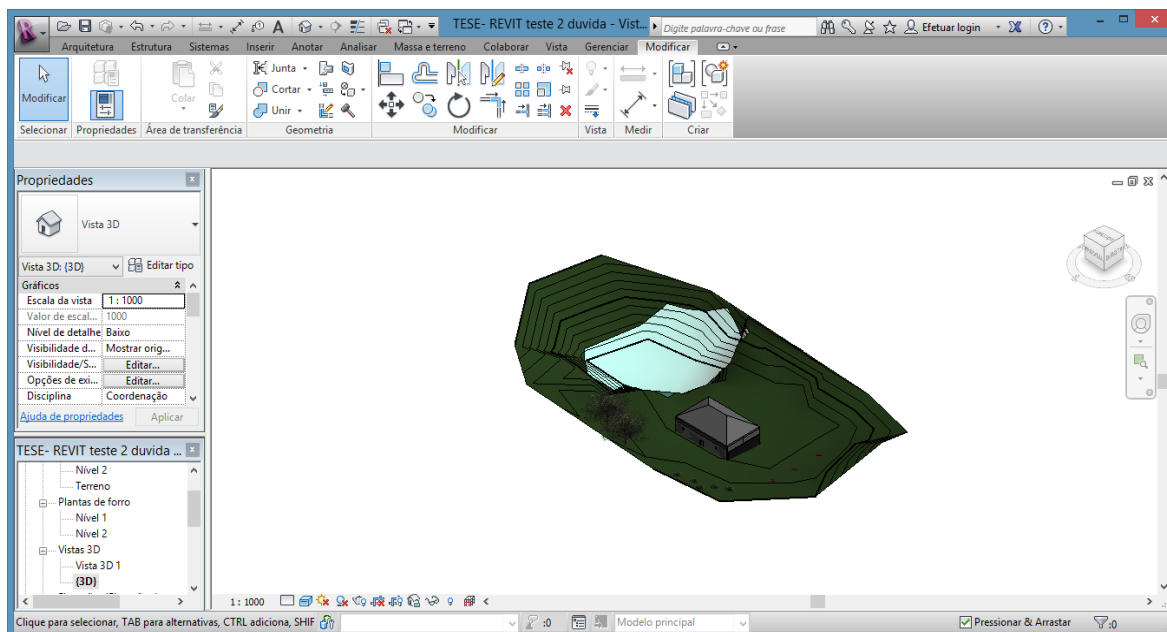 TESE- REVIT teste 2 duvida - Vist...
Digite palavra-chave ou frase
Efetuar login
Arquitetura Estrutura Sistemas Inserir Anotar Analisar Massa e terreno Colaborar Vista Gerenciar Modificar
Modificar
Colar
Junta
Cortar
Unir
Selecionar Propriedades Área de transferência Geometria Modificar Vista Medir Criar
Propriedades
Vista 3D
Vista 3D: {3D} Editar tipo
Gráficos
Escala da vista 1 : 1000
Valor de escal... 1000
Nível de detalhe Baixo
Visibilidade d... Mostrar orig...
Visibilidade/S... Editar...
Opções de exi... Editar...
Disciplina Coordenação
Ajuda de propriedades Aplicar
TESE- REVIT teste 2 duvida ...
Nível 2
Terreno
Plantas de forro
Nível 1
Nível 2
Vistas 3D
Vista 3D 1
{3D}
1 : 1000
Clique para selecionar, TAB para alternativas, CTRL adiciona, SHIF
:0
Modelo principal
Pressionar & Arrastar
:0